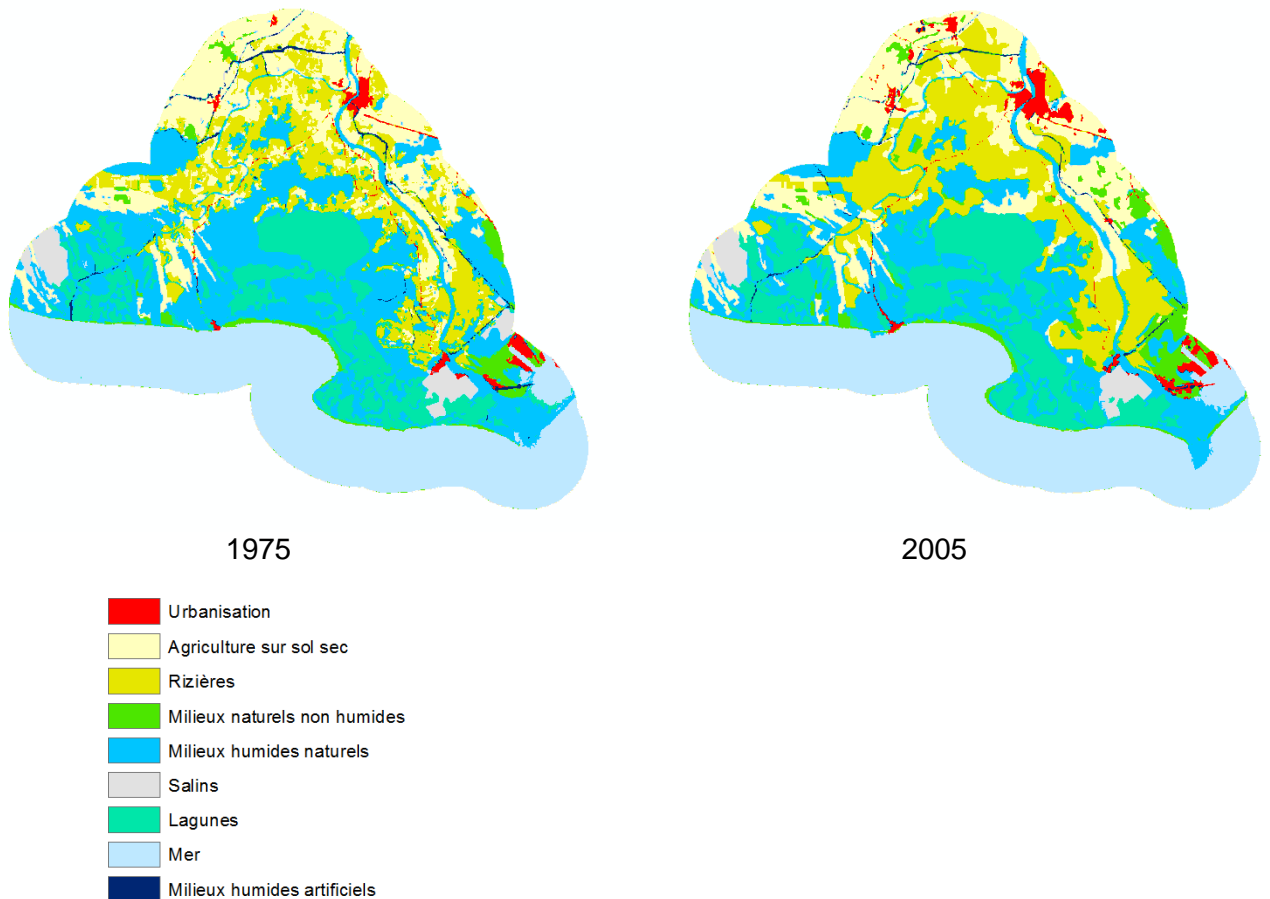 1975
2005
Urbanisation
Agriculture sur sol sec
Rizières
Milieux naturels non humides
Milieux humides naturels
Salins
Lagunes
Mer
Milieux humides artificiels